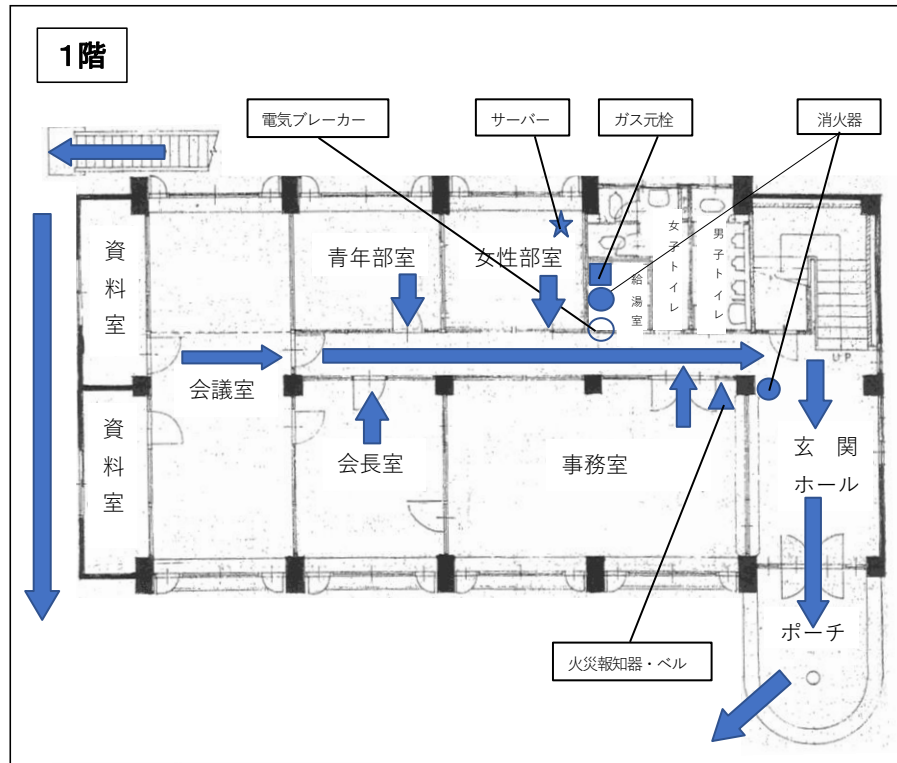 1階
電気ブレーカー
サーバー
ガス元栓
消火器
資料室
青年部室
女性部室
給湯室
女子トイレ
男子トイレ
UP
会議室
資料室
会長室
事務室
玄関
ホール
ポーチ
火災報知器・ベル